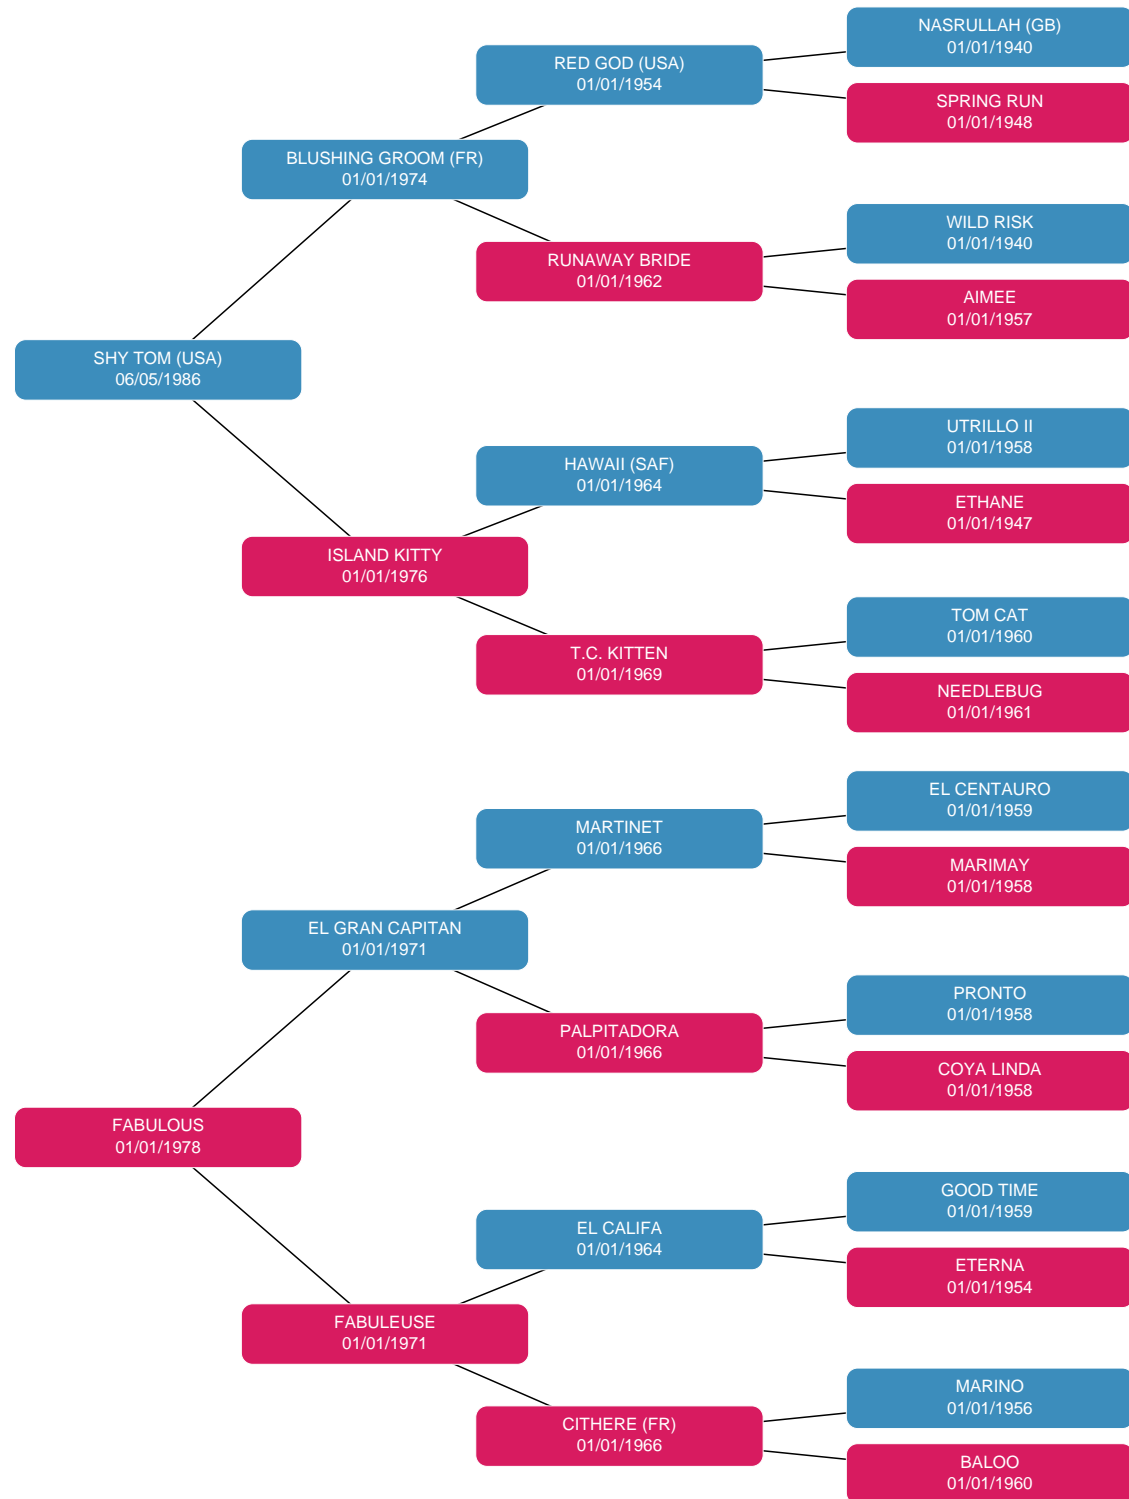 NASRULLAH (GB)
01/01/1940
RED GOD (USA)
01/01/1954
SPRING RUN
01/01/1948
BLUSHING GROOM (FR)
01/01/1974
WILD RISK
01/01/1940
RUNAWAY BRIDE
01/01/1962
AIMEE
01/01/1957
SHY TOM (USA)
06/05/1986
UTRILLO II
01/01/1958
HAWAII (SAF)
01/01/1964
ETHANE
01/01/1947
ISLAND KITTY
01/01/1976
TOM CAT
01/01/1960
T.C. KITTEN
01/01/1969
NEEDLEBUG
01/01/1961
EL CENTAURO
01/01/1959
MARTINET
01/01/1966
MARIMAY
01/01/1958
EL GRAN CAPITAN
01/01/1971
PRONTO
01/01/1958
PALPITADORA
01/01/1966
COYA LINDA
01/01/1958
FABULOUS
01/01/1978
GOOD TIME
01/01/1959
EL CALIFA
01/01/1964
ETERNA
01/01/1954
FABULEUSE
01/01/1971
MARINO
01/01/1956
CITHERE (FR)
01/01/1966
BALOO
01/01/1960